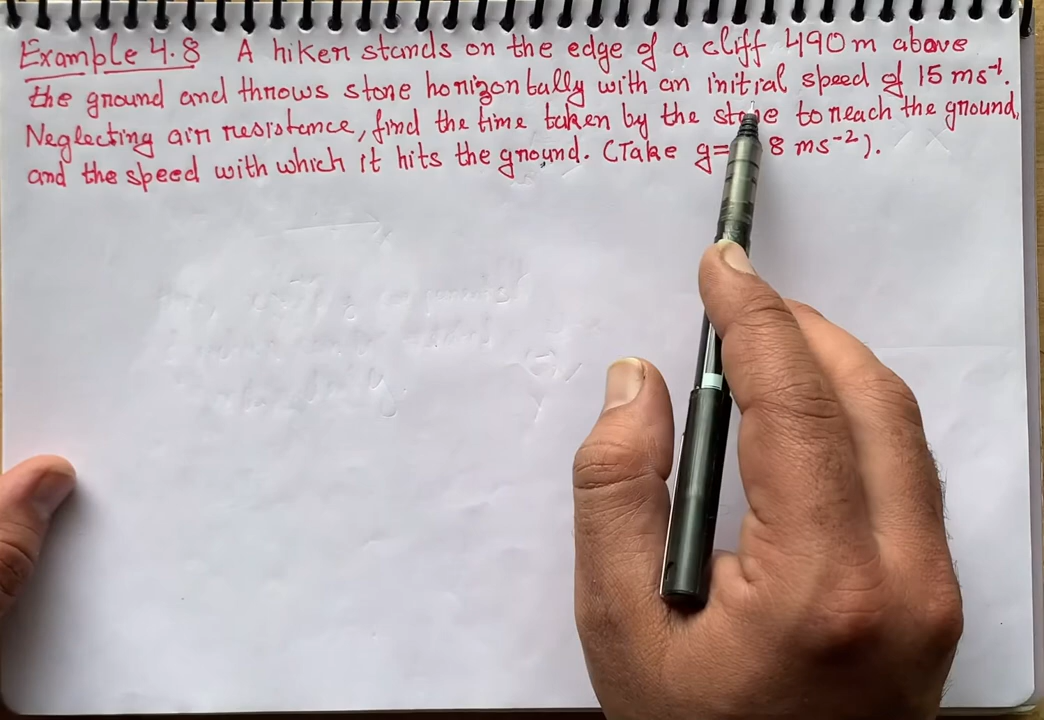 Example 4.8 A hiker stands on the edge of a cliff 490 m above
the ground and throws stone horizontally with an initial speed of 15 ms⁻¹.
Neglecting air resistance, find the time taken by the stone to reach the ground,
and the speed with which it hits the ground. (Take g= 8 ms⁻²).